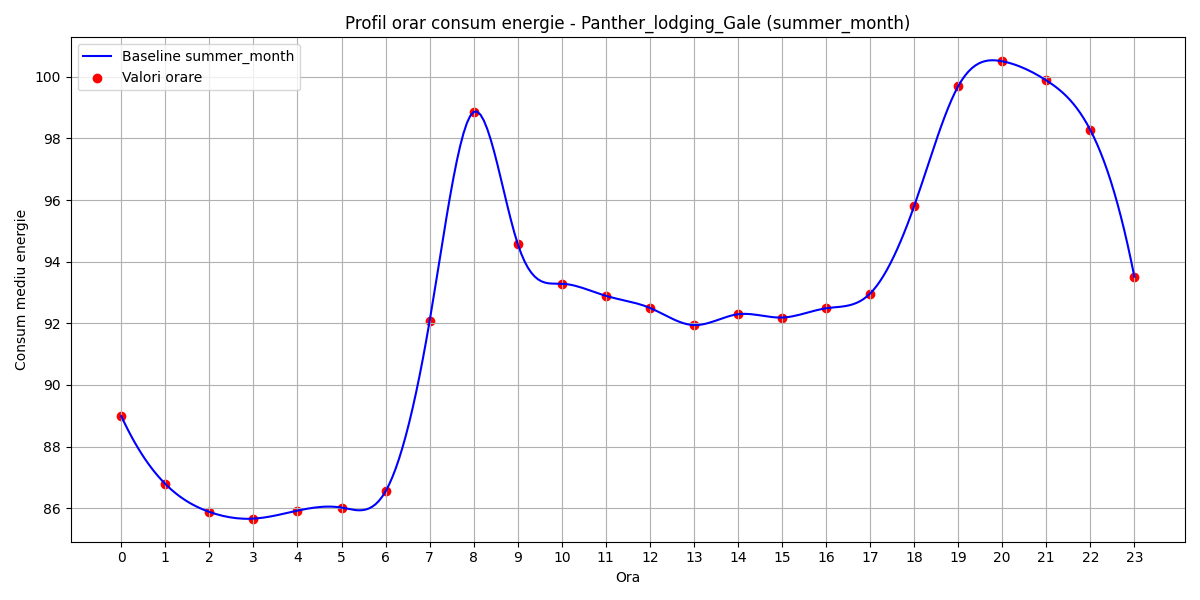 Profil orar consum energie - Panther_lodging_Gale (summer_month)
Baseline summer_month
Valori orare
Consum mediu energie
100
98
96
94
92
90
88
86
0 1 2 3 4 5 6 7 8 9 10 11 12 13 14 15 16 17 18 19 20 21 22 23
Ora